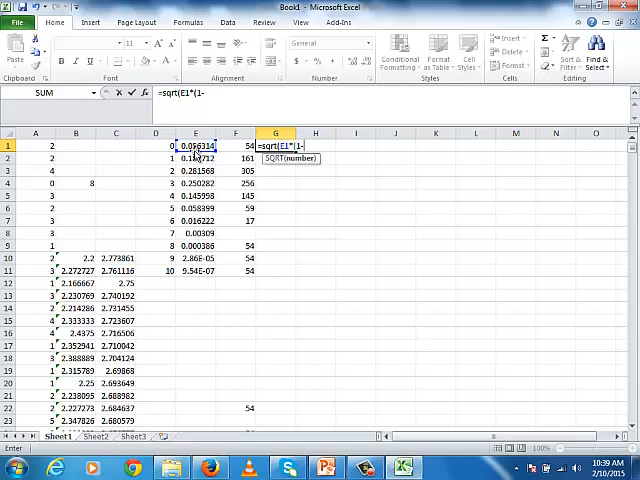 Book1 - Microsoft Excel
File Home Insert Page Layout Formulas Data Review View Add-Ins
Paste 11 General Conditional Formatting Format as Table Cell Styles Insert Delete Format Sort & Filter Find & Select
Clipboard Font Alignment Number Styles Cells Editing
SUM =sqrt(E1*(1-
A B C D E F G H I J K L M N O
1 2 0 0.056314 54 =sqrt(E1*(1-
2 2 1 161 SQRT(number)
3 4 2 0.281568 305
4 0 8 3 0.250282 256
5 2 4 0.145998 145
6 2 5 0.058399 59
7 3 6 0.016222 17
8 3 7 0.00309
9 1 8 0.000386 54
10 2 2.2 2.773861 9 2.86E-05 54
11 3 2.272727 2.761116 10 9.54E-07 54
12 1 2.166667 2.75
13 3 2.230769 2.740192
14 2 2.214286 2.731455
15 4 2.333333 2.723607
16 4 2.4375 2.716506
17 1 2.352941 2.710042
18 3 2.388889 2.704124
19 1 2.315789 2.69868
20 1 2.25 2.693649
21 2 2.238095 2.688982
22 2 2.227273 2.684637 54
23 5 2.347826 2.680579
Sheet1 Sheet2 Sheet3
Enter 100%
10:39 AM
2/10/2015